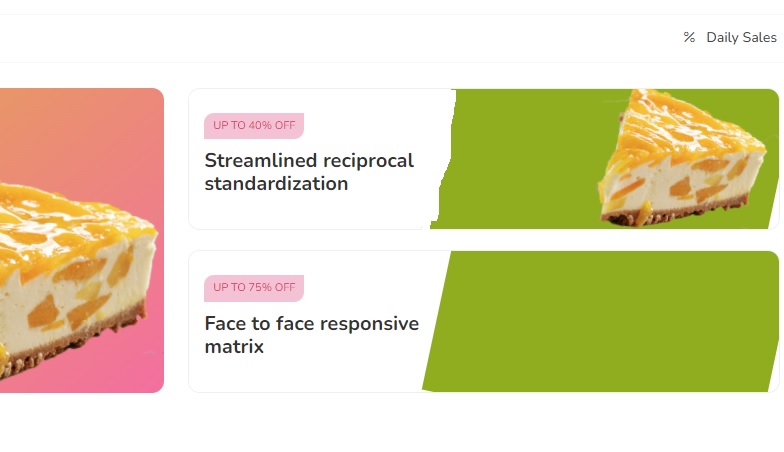 Daily Sales
UP TO 40% OFF
Streamlined reciprocal
standardization
UP TO 75% OFF
Face to face responsive
matrix